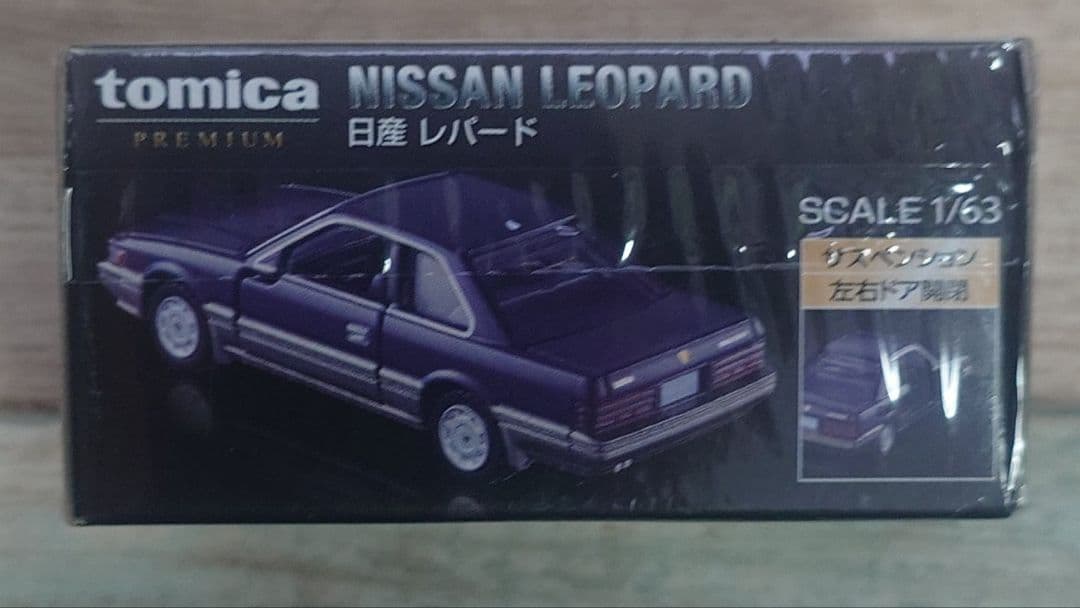 tomica
PREMIUM
NISSAN LEOPARD
日産 レパード
SCALE 1/63
サスペンション
左右ドア開閉